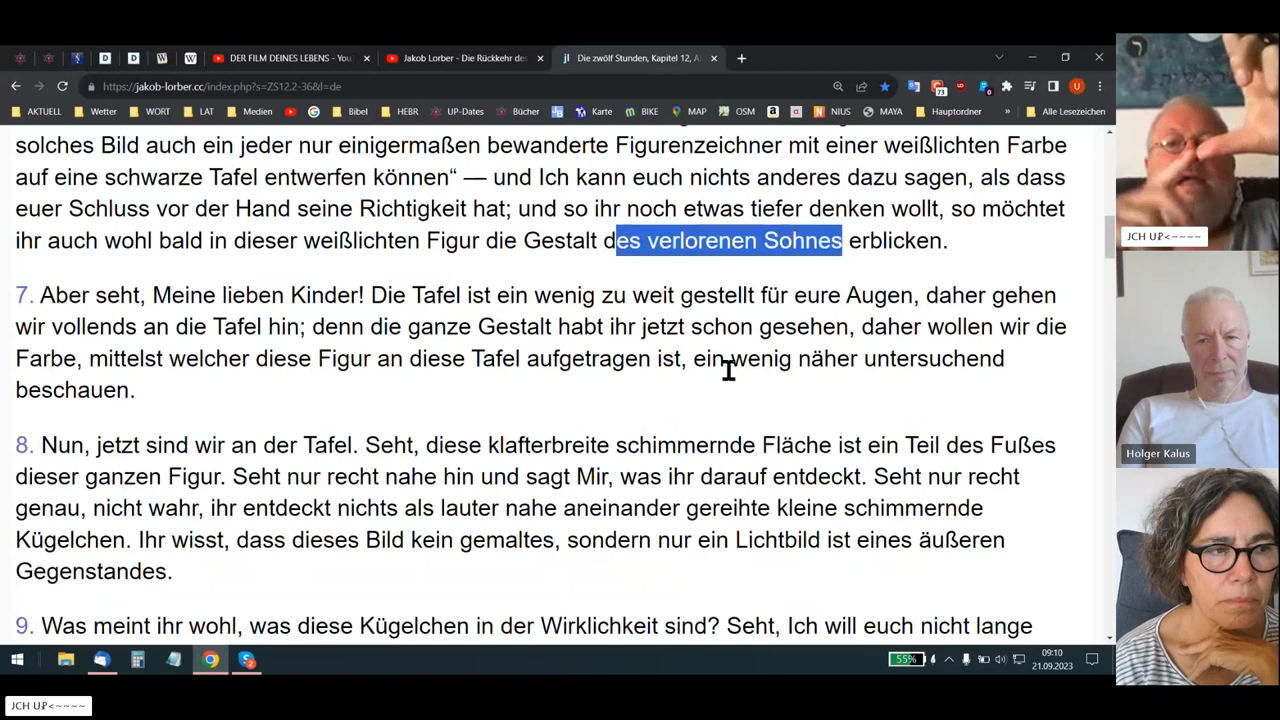 DER FILM DEINES LEBENS - You
Jakob Lorber - Die Rückkehr des
Die zwölf Stunden, Kapitel 12, A
https://jakob-lorber.cc/index.php?s=ZS12.2-36&l=de
AKTUELL Wetter WORT LAT Medien Bibel HEBR UP-Dates Bücher Karte BIKE MAP OSM NIUS MAYA Hauptordner » Alle Lesezeichen
solches Bild auch ein jeder nur einigermaßen bewanderte Figurenzeichner mit einer weißlichten Farbe
auf eine schwarze Tafel entwerfen können“ — und Ich kann euch nichts anderes dazu sagen, als dass
euer Schluss vor der Hand seine Richtigkeit hat; und so ihr noch etwas tiefer denken wollt, so möchtet
ihr auch wohl bald in dieser weißlichten Figur die Gestalt des verlorenen Sohnes erblicken.
7. Aber seht, Meine lieben Kinder! Die Tafel ist ein wenig zu weit gestellt für eure Augen, daher gehen
wir vollends an die Tafel hin; denn die ganze Gestalt habt ihr jetzt schon gesehen, daher wollen wir die
Farbe, mittelst welcher diese Figur an diese Tafel aufgetragen ist, ein wenig näher untersuchend
beschauen.
8. Nun, jetzt sind wir an der Tafel. Seht, diese klafterbreite schimmernde Fläche ist ein Teil des Fußes
dieser ganzen Figur. Seht nur recht nahe hin und sagt Mir, was ihr darauf entdeckt. Seht nur recht
genau, nicht wahr, ihr entdeckt nichts als lauter nahe aneinander gereihte kleine schimmernde
Kügelchen. Ihr wisst, dass dieses Bild kein gemaltes, sondern nur ein Lichtbild ist eines äußeren
Gegenstandes.
9. Was meint ihr wohl, was diese Kügelchen in der Wirklichkeit sind? Seht, Ich will euch nicht lange
55%
09:10
21.09.2023
Holger Kalus